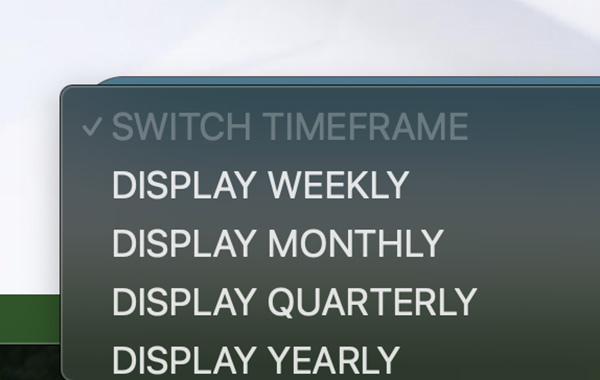 ✓ SWITCH TIMEFRAME
DISPLAY WEEKLY
DISPLAY MONTHLY
DISPLAY QUARTERLY
DISPLAY YEARLY